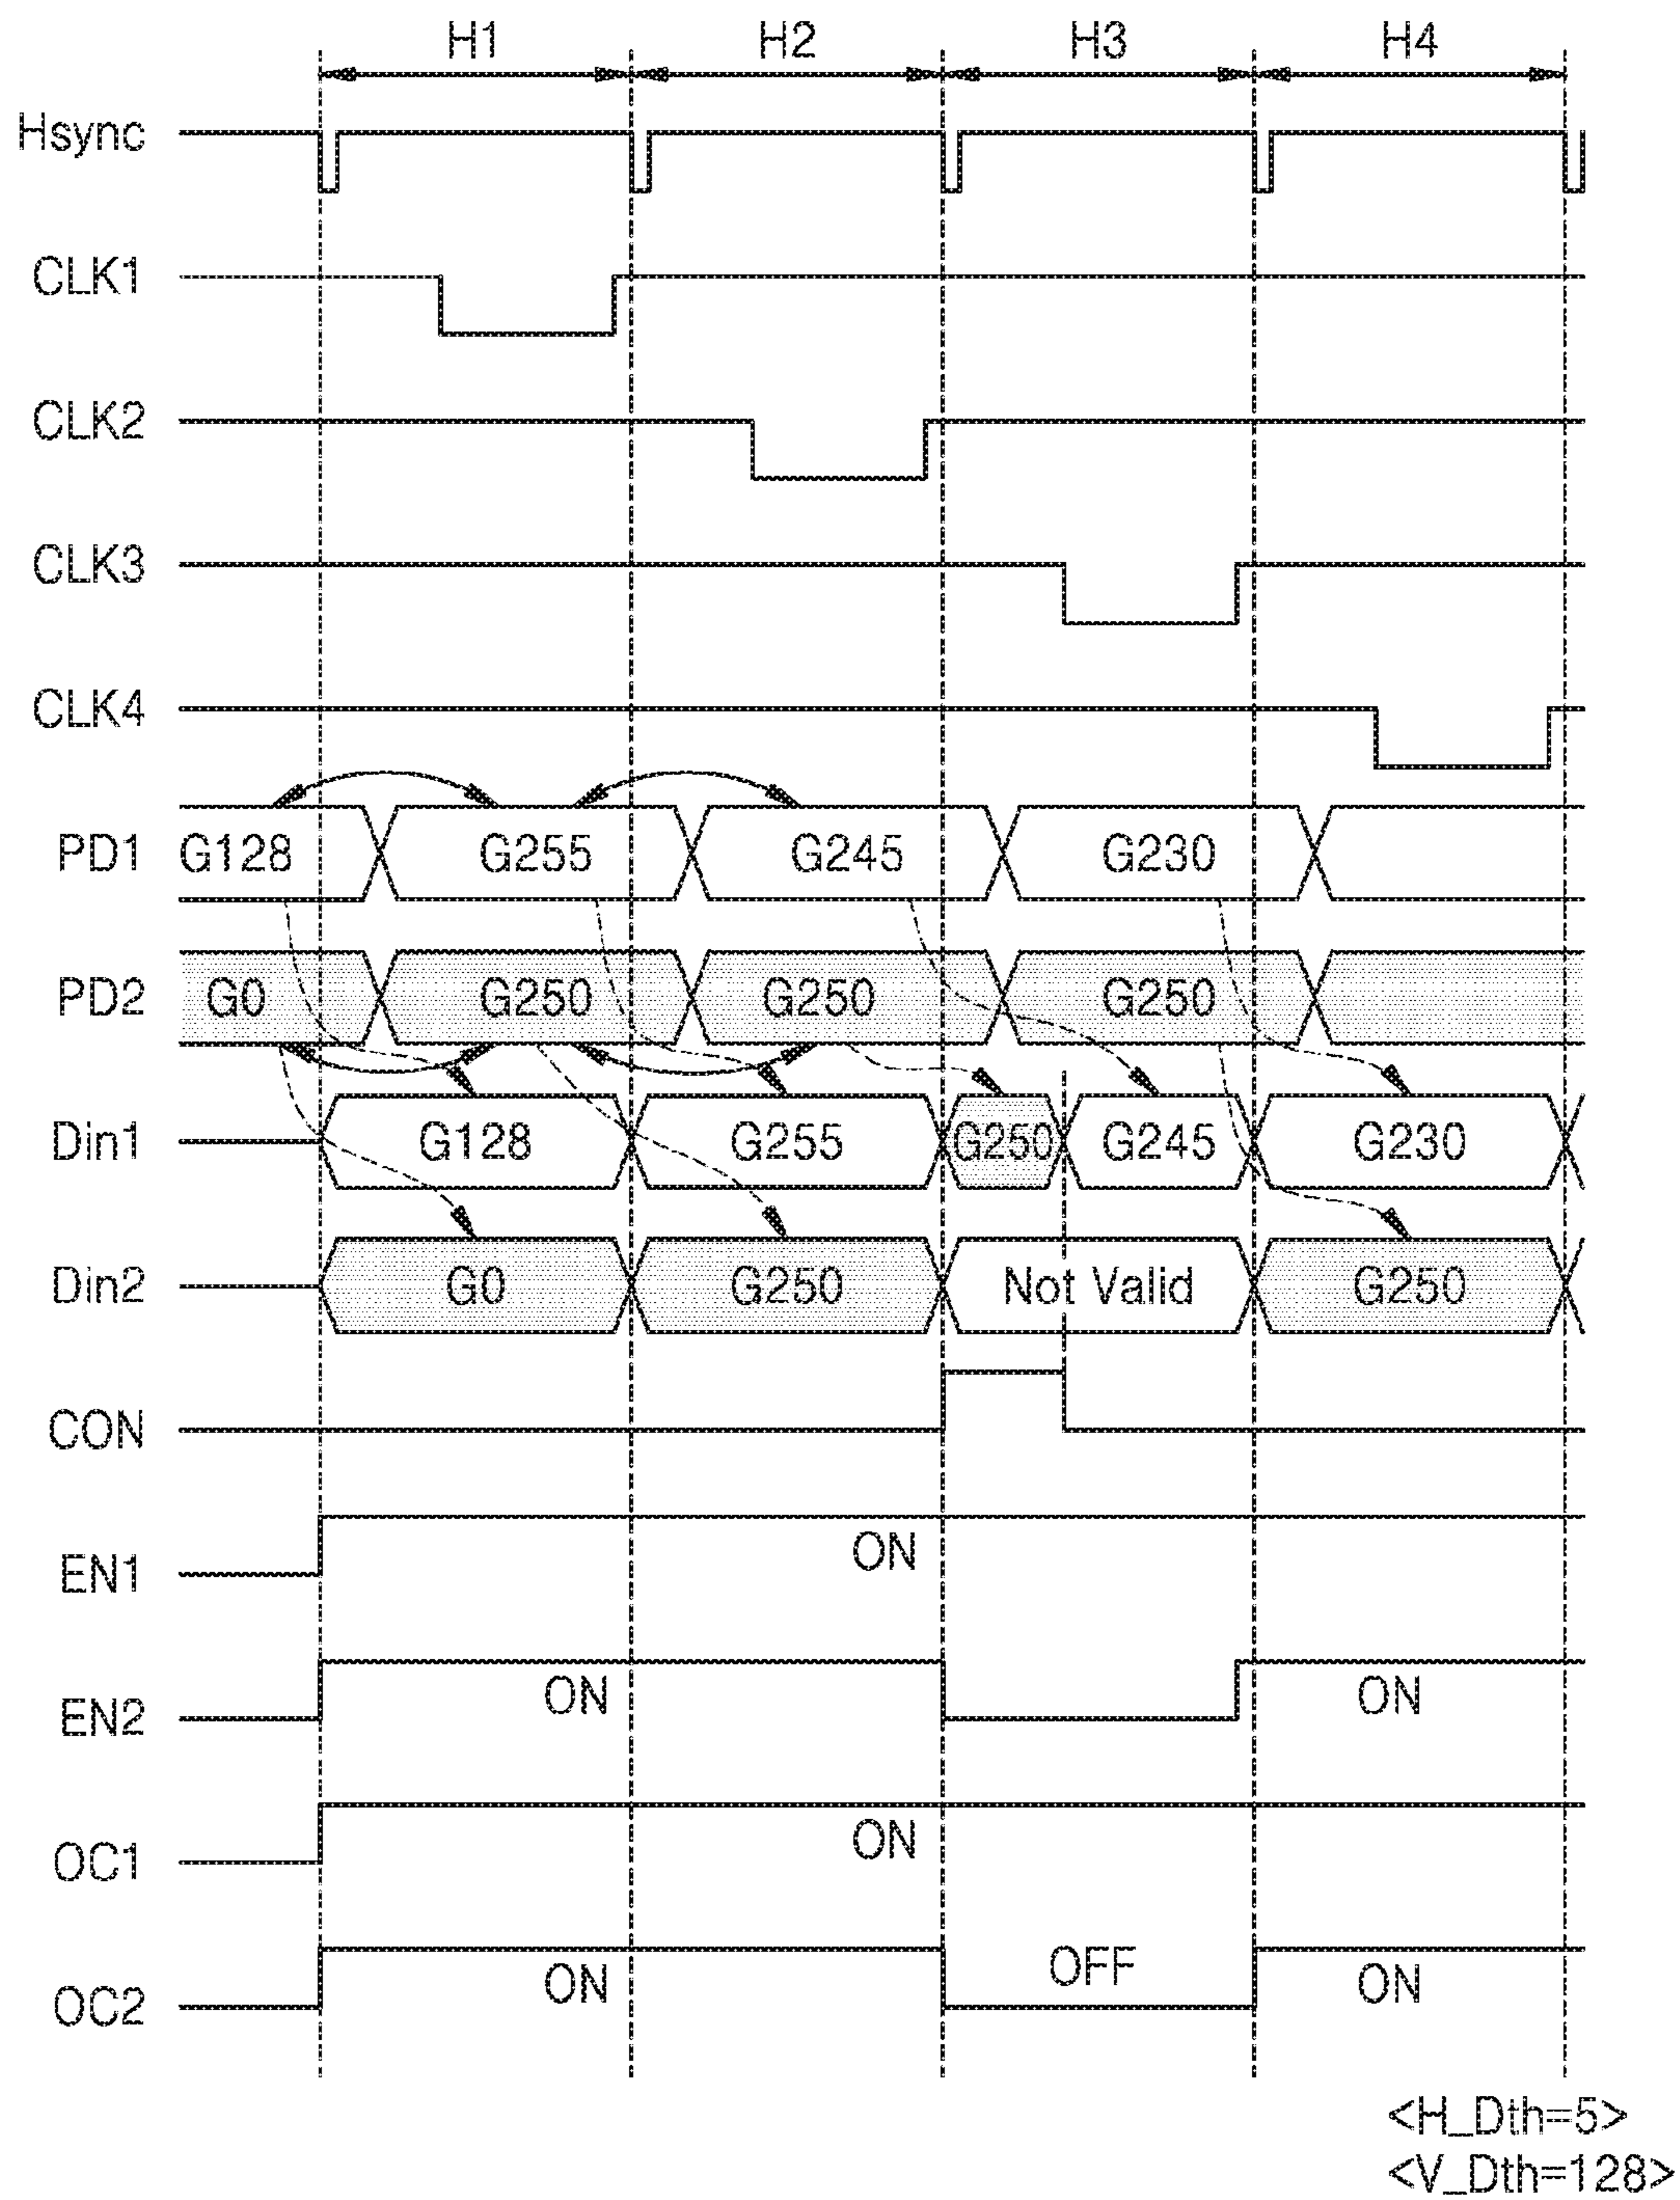 H1 H2 H3 H4
Hsync
CLK1
CLK2
CLK3
CLK4
PD1 G128 G255 G245 G230
PD2 G0 G250 G250 G250
Din1 G128 G255 G250 G245 G230
Din2 G0 G250 Not Valid G250
CON
EN1 ON
EN2 ON ON
OC1 ON
OC2 ON OFF ON
<H_Dth=5>
<V_Dth=128>